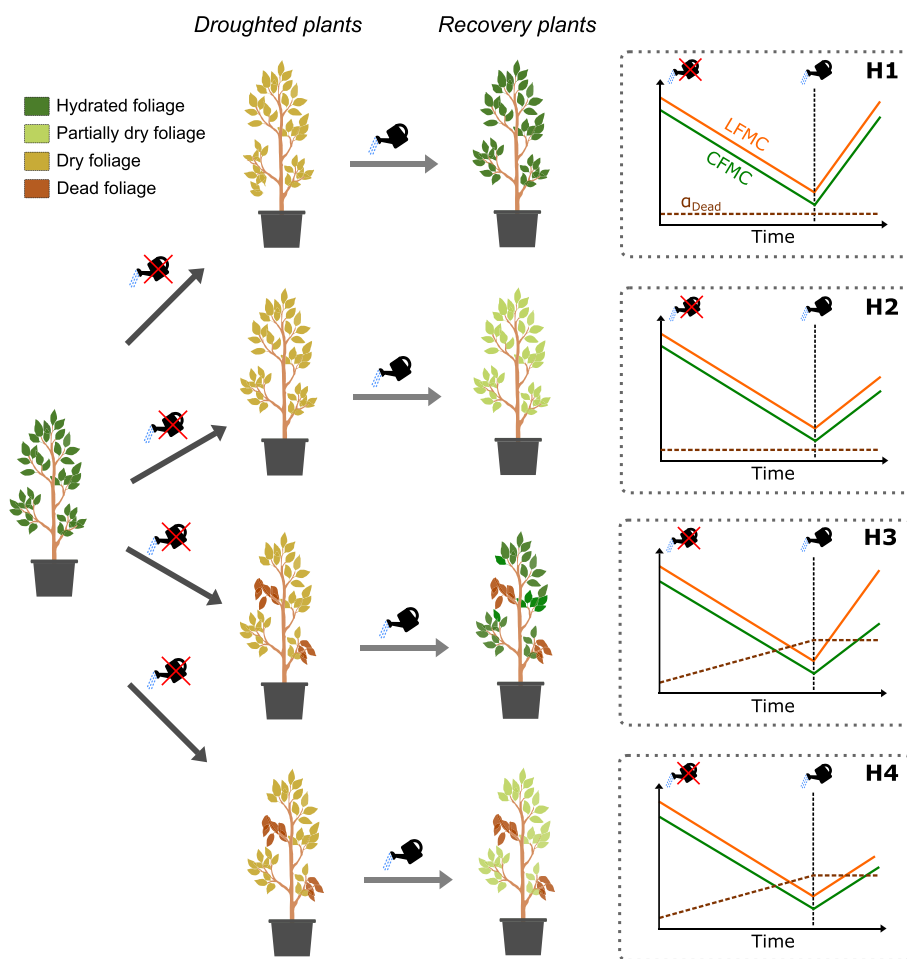 Droughted plants
Recovery plants
Hydrated foliage
Partially dry foliage
Dry foliage
Dead foliage
H1
LFMC
CFMC
αDead
Time
H2
Time
H3
Time
H4
Time